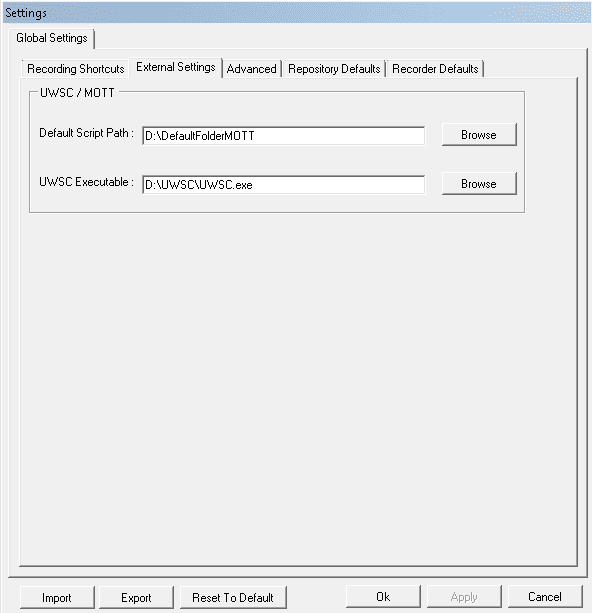 Settings
Global Settings
Recording Shortcuts External Settings Advanced Repository Defaults Recorder Defaults
UWSC / MOTT
Default Script Path : D:\DefaultFolderMOTT Browse
UWSC Executable : D:\UWSC\UWSC.exe Browse
Import Export Reset To Default Ok Apply Cancel